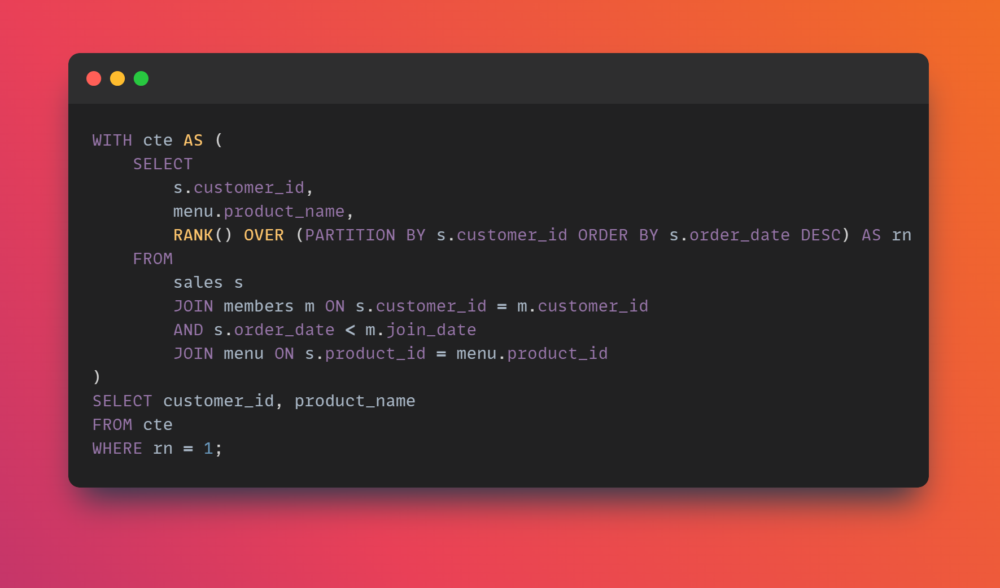 WITH cte AS (
    SELECT
        s.customer_id,
        menu.product_name,
        RANK() OVER (PARTITION BY s.customer_id ORDER BY s.order_date DESC) AS rn
    FROM
        sales s
        JOIN members m ON s.customer_id = m.customer_id
        AND s.order_date < m.join_date
        JOIN menu ON s.product_id = menu.product_id
)
SELECT customer_id, product_name
FROM cte
WHERE rn = 1;